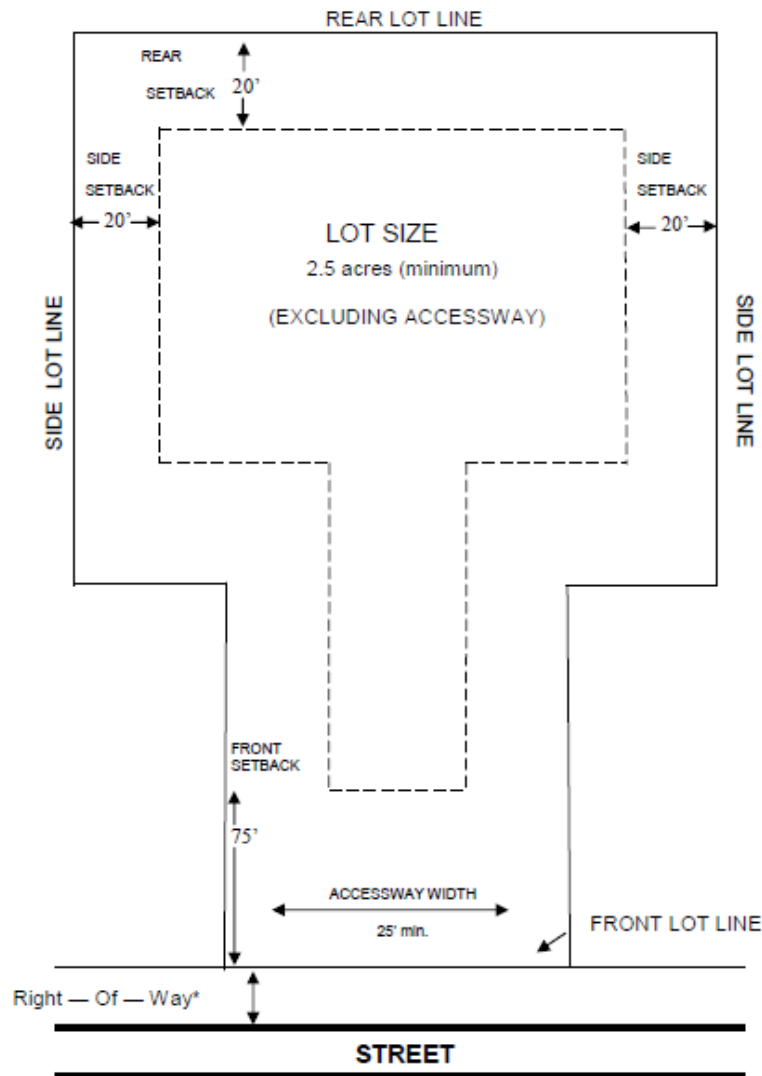 REAR LOT LINE
REAR
SETBACK 20’
SIDE
SETBACK
20’
SIDE
SETBACK
20’
LOT SIZE
2.5 acres (minimum)
(EXCLUDING ACCESSWAY)
SIDE LOT LINE
SIDE LOT LINE
FRONT
SETBACK
75’
ACCESSWAY WIDTH
25’ min.
FRONT LOT LINE
Right — Of — Way*
STREET